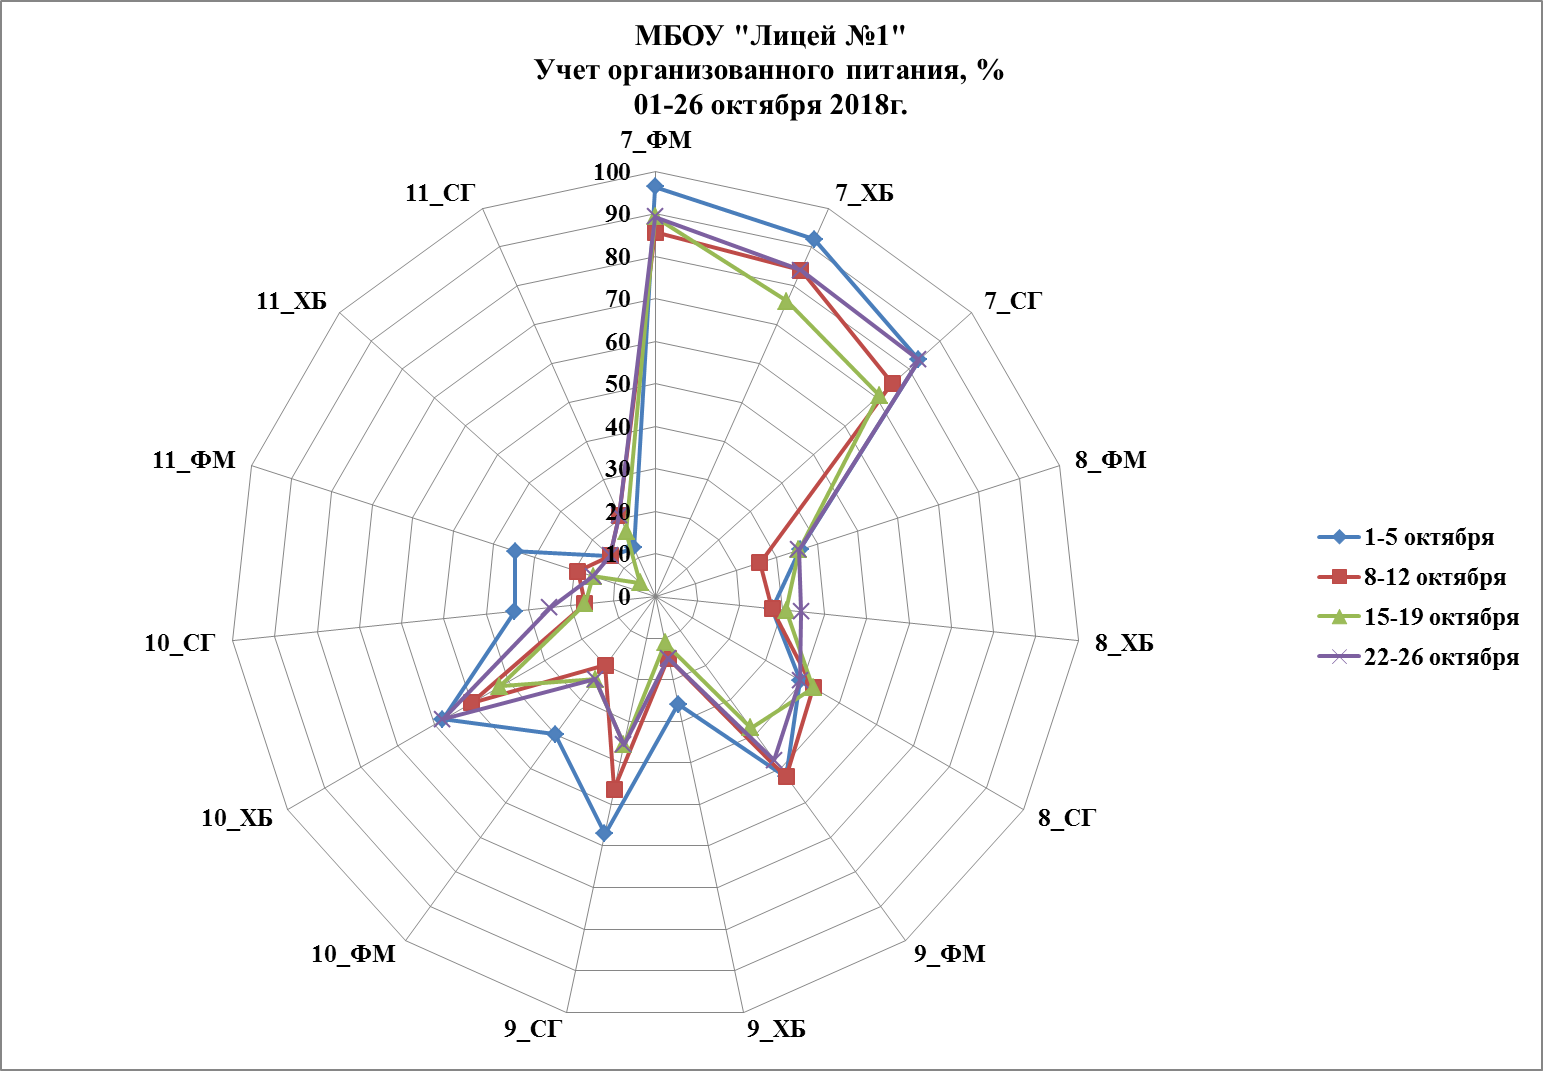 МБОУ "Лицей №1"
Учет организованного питания, %
01-26 октября 2018г.
7_ФМ
7_ХБ
7_СГ
8_ФМ
8_ХБ
8_СГ
9_ФМ
9_ХБ
9_СГ
10_ФМ
10_ХБ
10_СГ
11_ФМ
11_ХБ
11_СГ
100
90
80
70
60
50
40
30
20
10
0
1-5 октября
8-12 октября
15-19 октября
22-26 октября